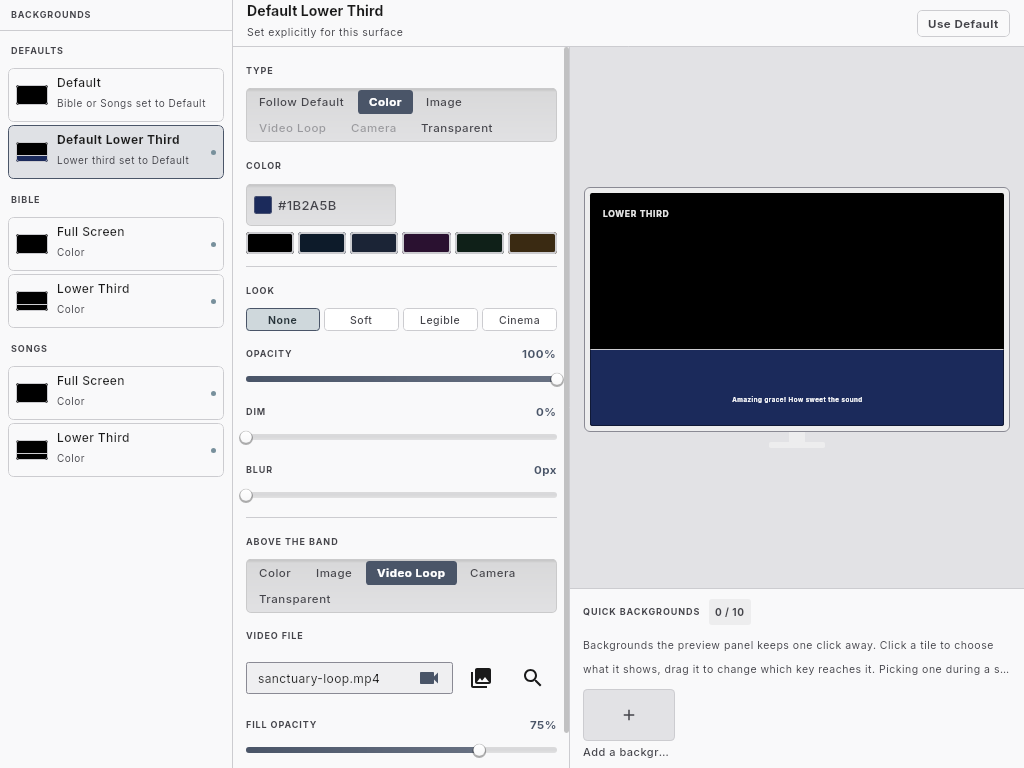 BACKGROUNDS
DEFAULTS
Default
Bible or Songs set to Default
Default Lower Third
Lower third set to Default
BIBLE
Full Screen
Color
Lower Third
Color
SONGS
Full Screen
Color
Lower Third
Color
Default Lower Third
Set explicitly for this surface
Use Default
TYPE
Follow Default Color Image
Video Loop Camera Transparent
COLOR
#1B2A5B
LOOK
None Soft Legible Cinema
OPACITY 100%
DIM 0%
BLUR 0px
ABOVE THE BAND
Color Image Video Loop Camera
Transparent
VIDEO FILE
sanctuary-loop.mp4
FILL OPACITY 75%
LOWER THIRD
Amazing grace! How sweet the sound
QUICK BACKGROUNDS 0 / 10
Backgrounds the preview panel keeps one click away. Click a tile to choose
what it shows, drag it to change which key reaches it. Picking one during a s...
+
Add a backgr...